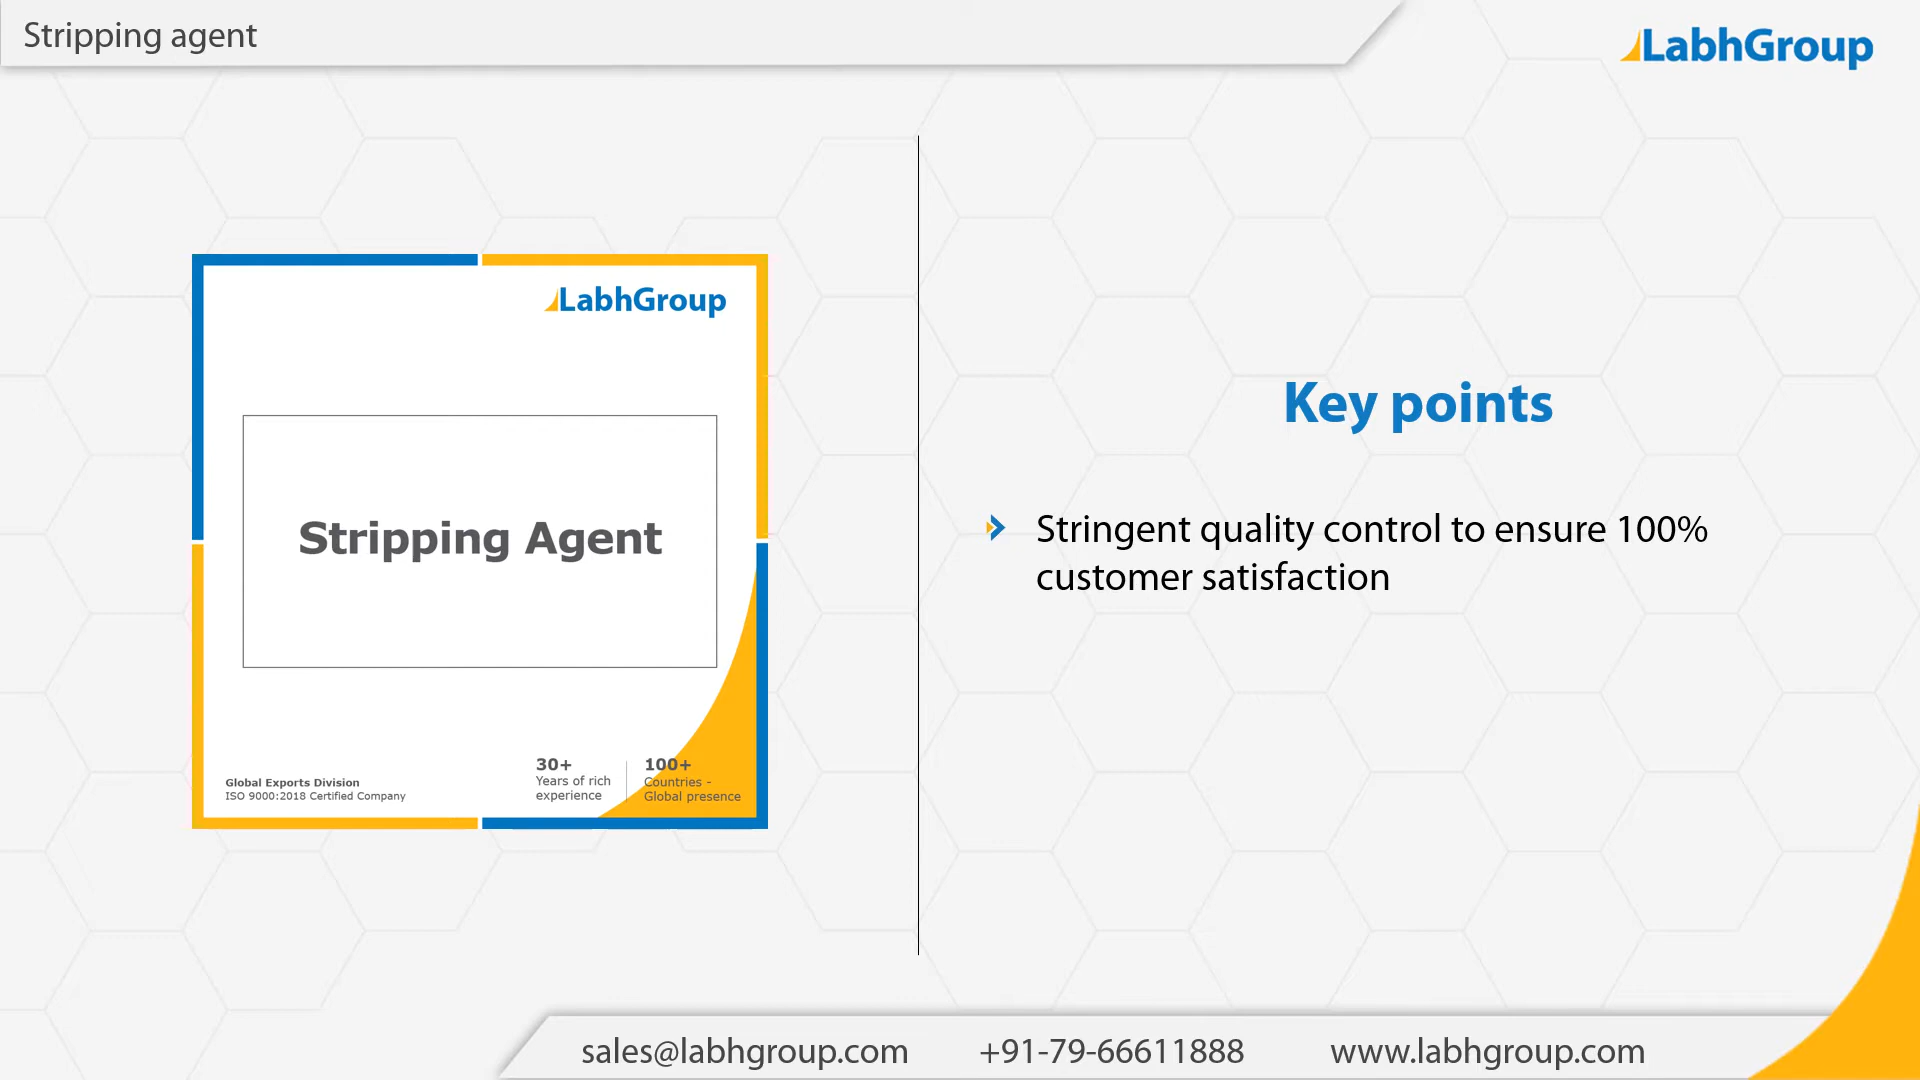 Stripping agent
LabhGroup
LabhGroup
Stripping Agent
Global Exports Division
ISO 9000:2018 Certified Company
30+
Years of rich
experience
100+
Countries -
Global presence
Key points
Stringent quality control to ensure 100%
customer satisfaction
sales@labhgroup.com
+91-79-66611888
www.labhgroup.com